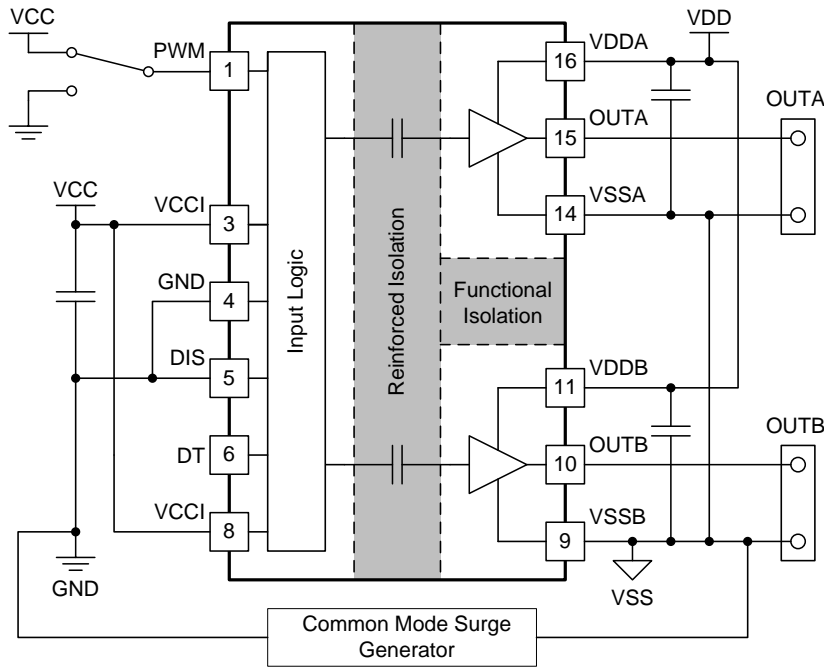 VCC
PWM
1
VCC
VCCI
3
GND
4
DIS
5
DT
6
VCCI
8
GND
Input Logic
Reinforced Isolation
Functional
Isolation
VDD
VDDA
16
OUTA
15
VSSA
14
OUTA
VDDB
11
OUTB
10
VSSB
9
OUTB
VSS
Common Mode Surge
Generator